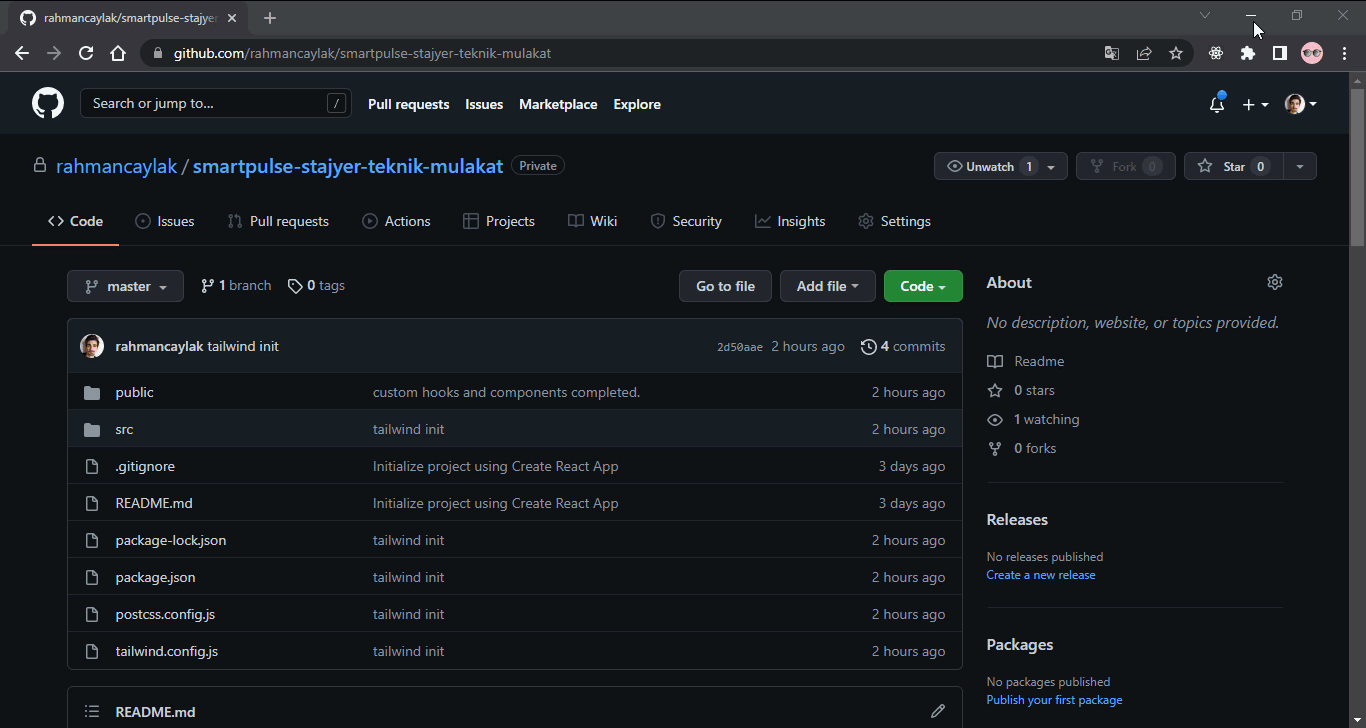 rahmancaylak/smartpulse-stajyer
github.com/rahmancaylak/smartpulse-stajyer-teknik-mulakat
Search or jump to... /
Pull requests Issues Marketplace Explore
rahmancaylak / smartpulse-stajyer-teknik-mulakat Private
Unwatch 1 Fork 0 Star 0
Code Issues Pull requests Actions Projects Wiki Security Insights Settings
master 1 branch 0 tags Go to file Add file Code
rahmancaylak tailwind init 2d50aae 2 hours ago 4 commits
public custom hooks and components completed. 2 hours ago
src tailwind init 2 hours ago
.gitignore Initialize project using Create React App 3 days ago
README.md Initialize project using Create React App 3 days ago
package-lock.json tailwind init 2 hours ago
package.json tailwind init 2 hours ago
postcss.config.js tailwind init 2 hours ago
tailwind.config.js tailwind init 2 hours ago
README.md
About
No description, website, or topics provided.
Readme
0 stars
1 watching
0 forks
Releases
No releases published
Create a new release
Packages
No packages published
Publish your first package